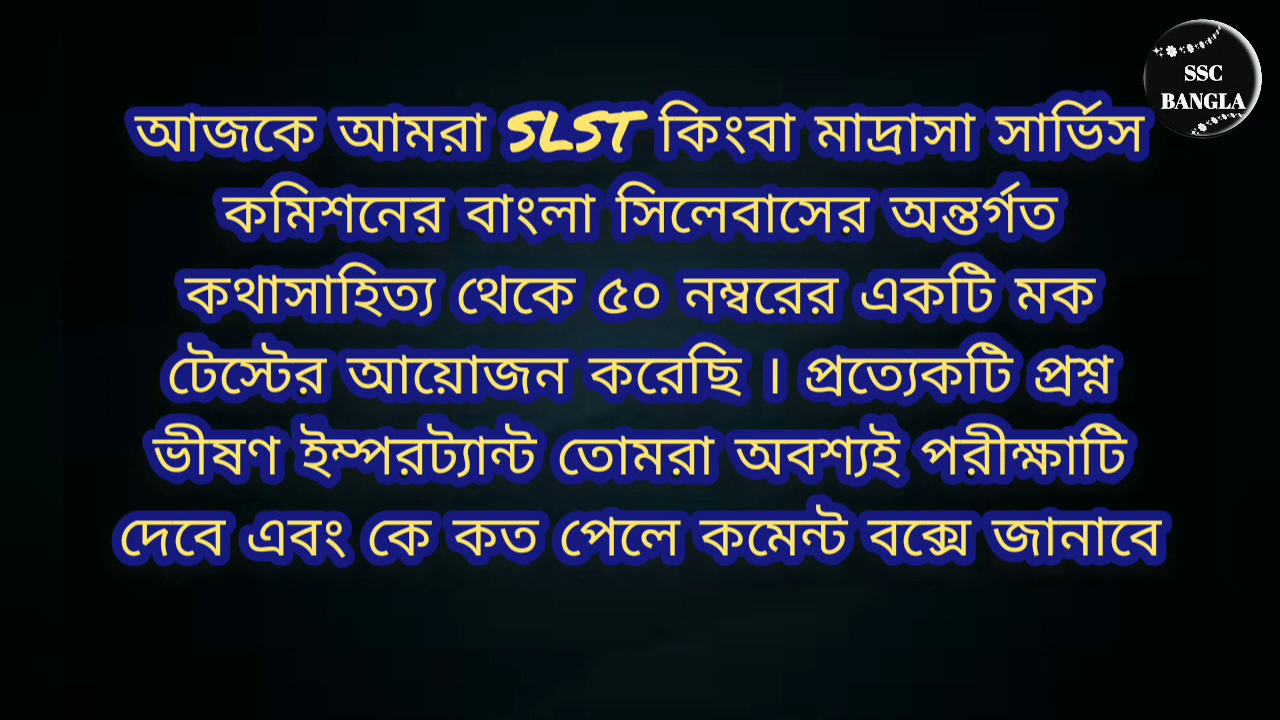 SSC
BANGLA
আজকে আমরা SLST কিংবা মাদ্রাসা সার্ভিস
কমিশনের বাংলা সিলেবাসের অন্তর্গত
কথাসাহিত্য থেকে ৫০ নম্বরের একটি মক
টেস্টের আয়োজন করেছি । প্রত্যেকটি প্রশ্ন
ভীষণ ইম্পরট্যান্ট তোমরা অবশ্যই পরীক্ষাটি
দেবে এবং কে কত পেলে কমেন্ট বক্সে জানাবে